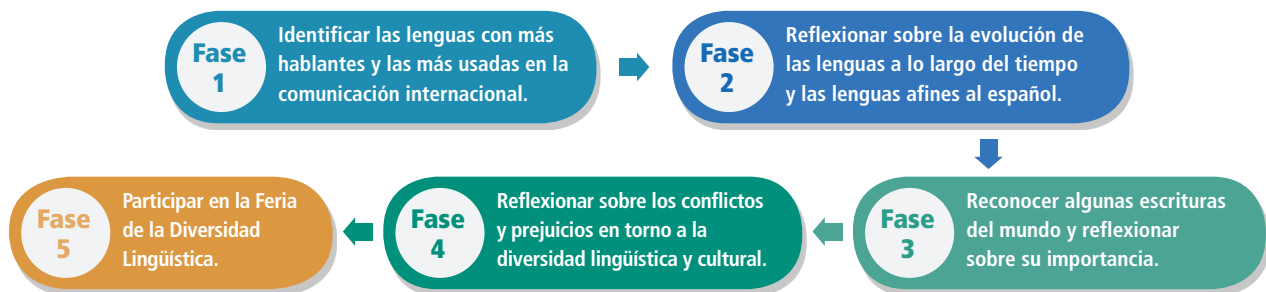 Fase
1
Identificar las lenguas con más
hablantes y las más usadas en la
comunicación internacional.
Fase
2
Reflexionar sobre la evolución de
las lenguas a lo largo del tiempo
y las lenguas afines al español.
Fase
3
Reconocer algunas escrituras
del mundo y reflexionar
sobre su importancia.
Fase
4
Reflexionar sobre los conflictos
y prejuicios en torno a la
diversidad lingüística y cultural.
Fase
5
Participar en la Feria
de la Diversidad
Lingüística.